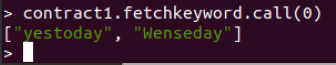 > contract1.fetchkeyword.call(0)
["yestoday", "Wenseday"]
>